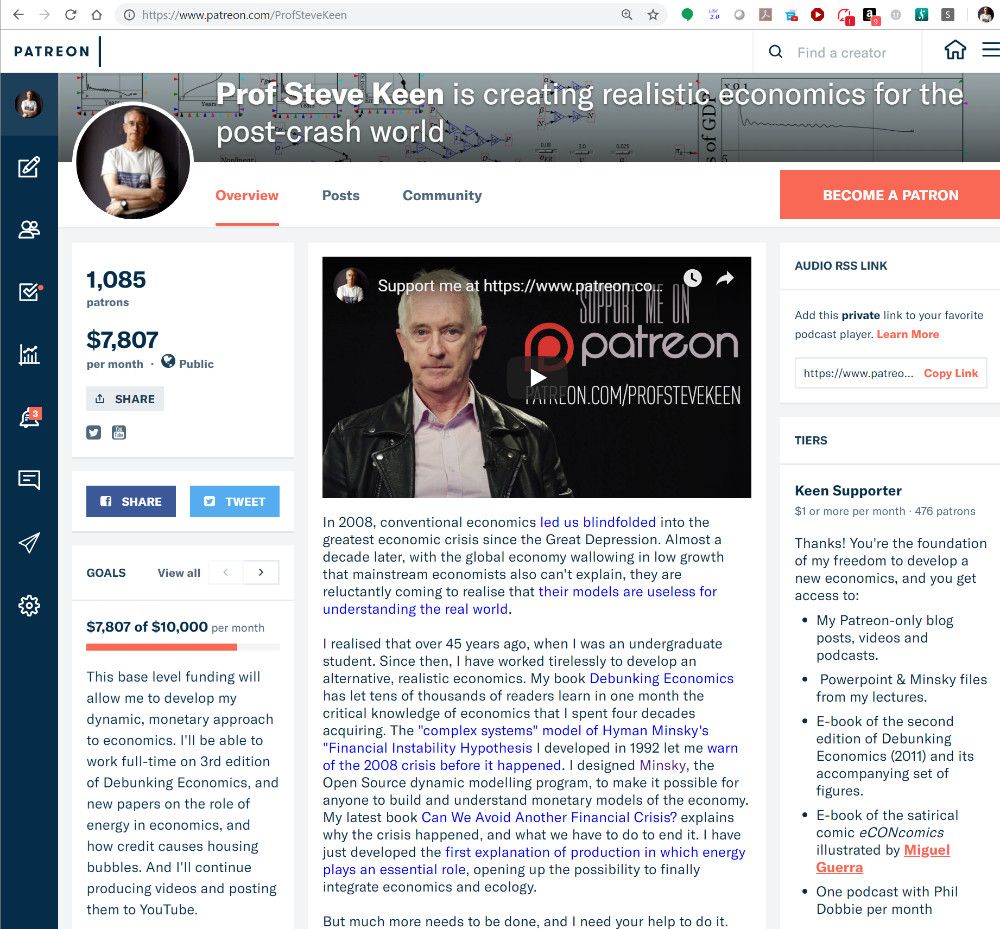 https://www.patreon.com/ProfSteveKeen
LibX
2.0
!
a
9
U
S
PATREON
Find a creator
Prof Steve Keen is creating realistic economics for the
post-crash world
Years
Years
Years
Nonlinear
s of GDP
0.08
3.0
0.025
Overview
Posts
Community
BECOME A PATRON
1,085
patrons
$7,807
per month · Public
SHARE
You
Tube
SHARE
TWEET
GOALS
View all
$7,807 of $10,000 per month
This base level funding will
allow me to develop my
dynamic, monetary approach
to economics. I'll be able to
work full-time on 3rd edition
of Debunking Economics, and
new papers on the role of
energy in economics, and
how credit causes housing
bubbles. And I'll continue
producing videos and posting
them to YouTube.
3
Support me at https://www.patreon.co...
SUPPORT ME ON
patreon
PATREON.COM/PROFSTEVEKEEN
In 2008, conventional economics led us blindfolded into the
greatest economic crisis since the Great Depression. Almost a
decade later, with the global economy wallowing in low growth
that mainstream economists also can't explain, they are
reluctantly coming to realise that their models are useless for
understanding the real world.
I realised that over 45 years ago, when I was an undergraduate
student. Since then, I have worked tirelessly to develop an
alternative, realistic economics. My book Debunking Economics
has let tens of thousands of readers learn in one month the
critical knowledge of economics that I spent four decades
acquiring. The "complex systems" model of Hyman Minsky's
"Financial Instability Hypothesis I developed in 1992 let me warn
of the 2008 crisis before it happened. I designed Minsky, the
Open Source dynamic modelling program, to make it possible for
anyone to build and understand monetary models of the economy.
My latest book Can We Avoid Another Financial Crisis? explains
why the crisis happened, and what we have to do to end it. I have
just developed the first explanation of production in which energy
plays an essential role, opening up the possibility to finally
integrate economics and ecology.
But much more needs to be done, and I need your help to do it.
AUDIO RSS LINK
Add this private link to your favorite
podcast player. Learn More
https://www.patreo... Copy Link
TIERS
Keen Supporter
$1 or more per month · 476 patrons
Thanks! You're the foundation
of my freedom to develop a
new economics, and you get
access to:
• My Patreon-only blog
posts, videos and
podcasts.
• Powerpoint & Minsky files
from my lectures.
• E-book of the second
edition of Debunking
Economics (2011) and its
accompanying set of
figures.
• E-book of the satirical
comic eCONcomics
illustrated by Miguel
Guerra
• One podcast with Phil
Dobbie per month